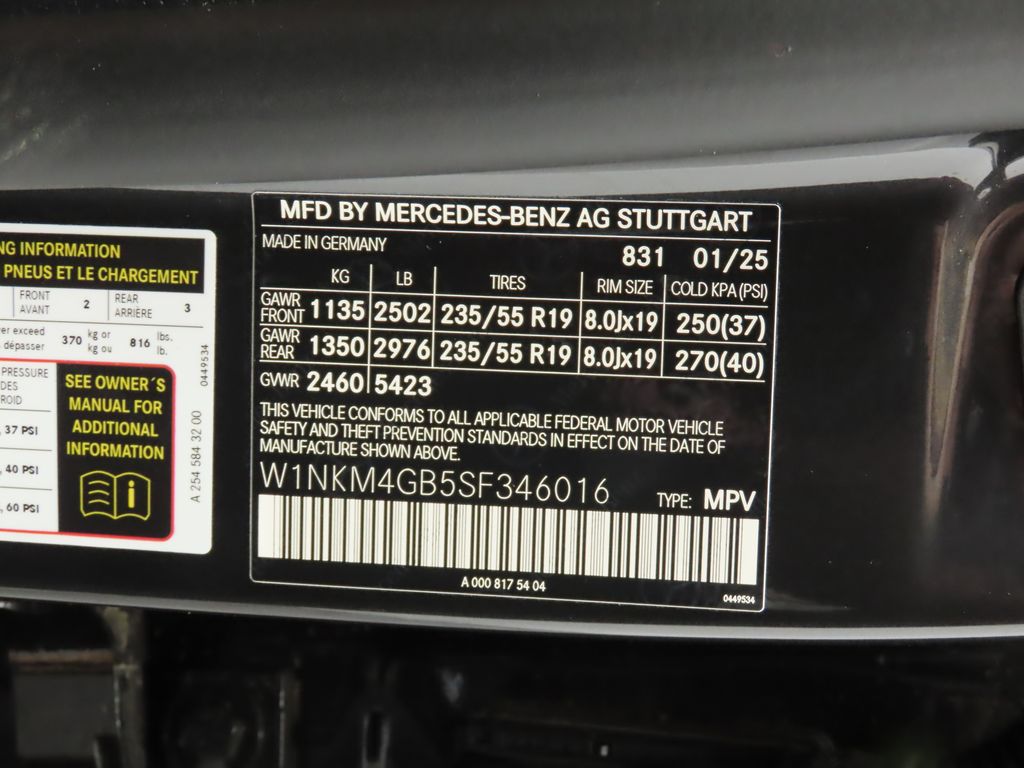 NG INFORMATION
PNEUS ET LE CHARGEMENT
FRONT AVANT 2 REAR ARRIÈRE 3
ver exceed dépasser 370 kg or kg ou 816 lbs. lb.
PRESSURE
DES
ROID
, 37 PSI
, 40 PSI
, 60 PSI
SEE OWNER´S
MANUAL FOR
ADDITIONAL
INFORMATION
i
A 254 584 32 00
0449534
MFD BY MERCEDES-BENZ AG STUTTGART
MADE IN GERMANY 831 01/25
KG LB TIRES RIM SIZE COLD KPA (PSI)
GAWR FRONT 1135 2502 235/55 R19 8.0Jx19 250(37)
GAWR REAR 1350 2976 235/55 R19 8.0Jx19 270(40)
GVWR 2460 5423
THIS VEHICLE CONFORMS TO ALL APPLICABLE FEDERAL MOTOR VEHICLE
SAFETY AND THEFT PREVENTION STANDARDS IN EFFECT ON THE DATE OF
MANUFACTURE SHOWN ABOVE.
W1NKM4GB5SF346016 TYPE: MPV
A 000 817 54 04
0449534